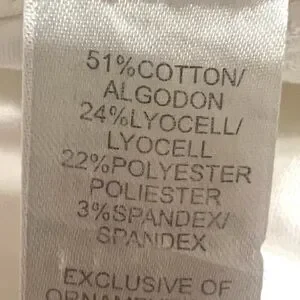 51%COTTON/
ALGODON
24%LYOCELL/
LYOCELL
22%POLYESTER
POLIESTER
3%SPANDEX/
SPANDEX
EXCLUSIVE OF